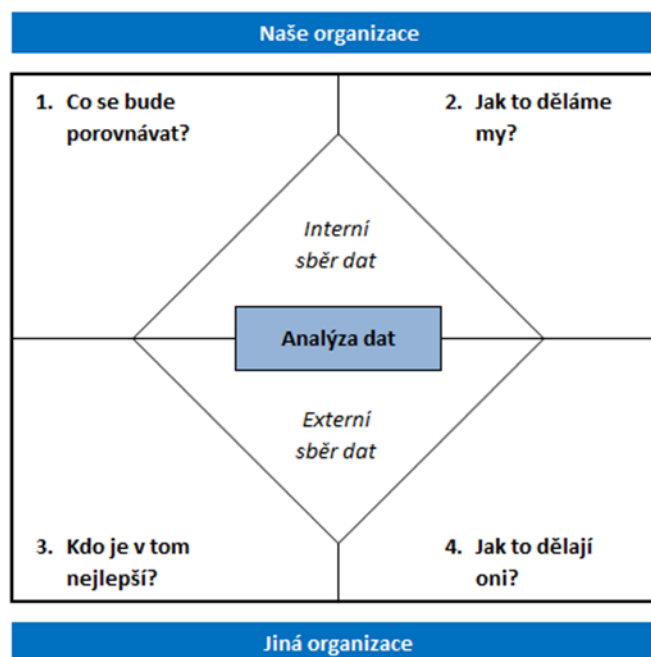 Naše organizace
1. Co se bude
porovnávat?
2. Jak to děláme
my?
Interní
sběr dat
Analýza dat
Externí
sběr dat
3. Kdo je v tom
nejlepší?
4. Jak to dělají
oni?
Jiná organizace